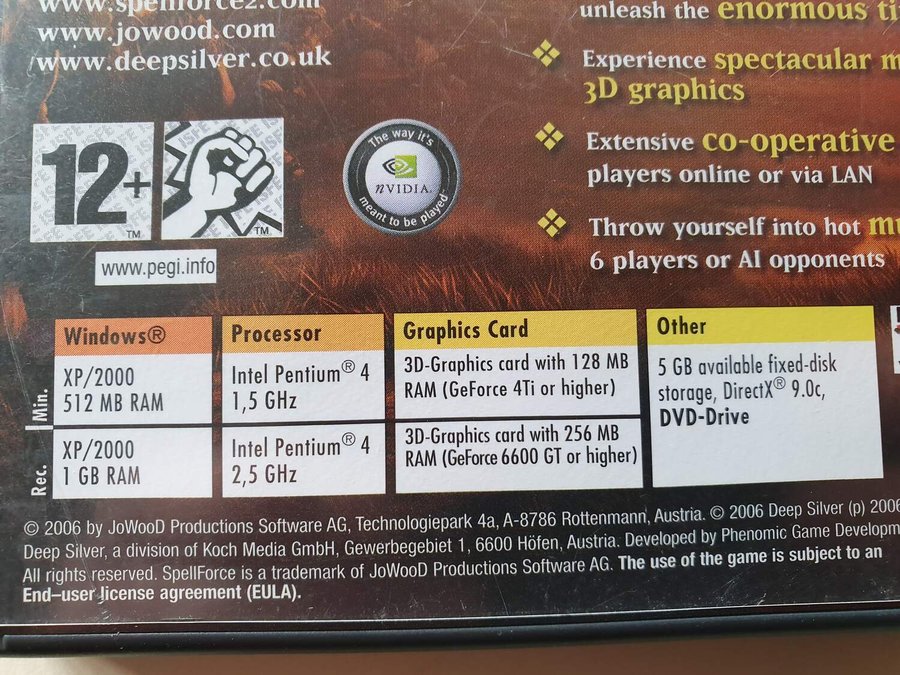 www.spellforce2.com
www.jowood.com
www.deepsilver.co.uk
unleash the enormous
Experience spectacular
3D graphics
Extensive co-operative
players online or via LAN
Throw yourself into hot
6 players or AI opponents
12+
TM
TM
www.pegi.info
The way it's
nVIDIA.
meant to be played
Windows® Processor Graphics Card Other
Min.
XP/2000
512 MB RAM
Intel Pentium® 4
1,5 GHz
3D-Graphics card with 128 MB
RAM (GeForce 4Ti or higher)
5 GB available fixed-disk
storage, DirectX® 9.0c,
DVD-Drive
Rec.
XP/2000
1 GB RAM
Intel Pentium® 4
2,5 GHz
3D-Graphics card with 256 MB
RAM (GeForce 6600 GT or higher)
© 2006 by JoWooD Productions Software AG, Technologiepark 4a, A-8786 Rottenmann, Austria. © 2006 Deep Silver (p) 2006
Deep Silver, a division of Koch Media GmbH, Gewerbegebiet 1, 6600 Höfen, Austria. Developed by Phenomic Game Developm
All rights reserved. SpellForce is a trademark of JoWooD Productions Software AG. The use of the game is subject to an
End–user license agreement (EULA).